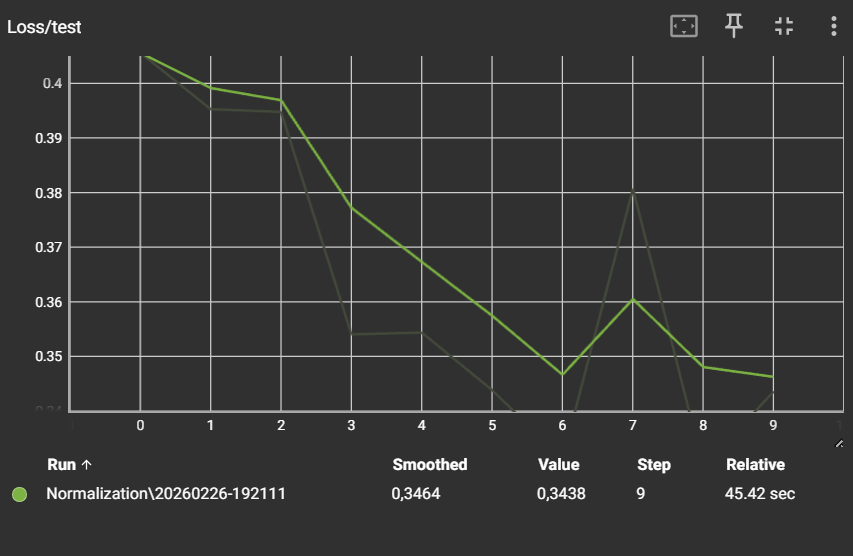 Loss/test
0.4
0.39
0.38
0.37
0.36
0.35
0.34
0 1 2 3 4 5 6 7 8 9
Run ↑ Smoothed Value Step Relative
Normalization\20260226-192111 0,3464 0,3438 9 45.42 sec